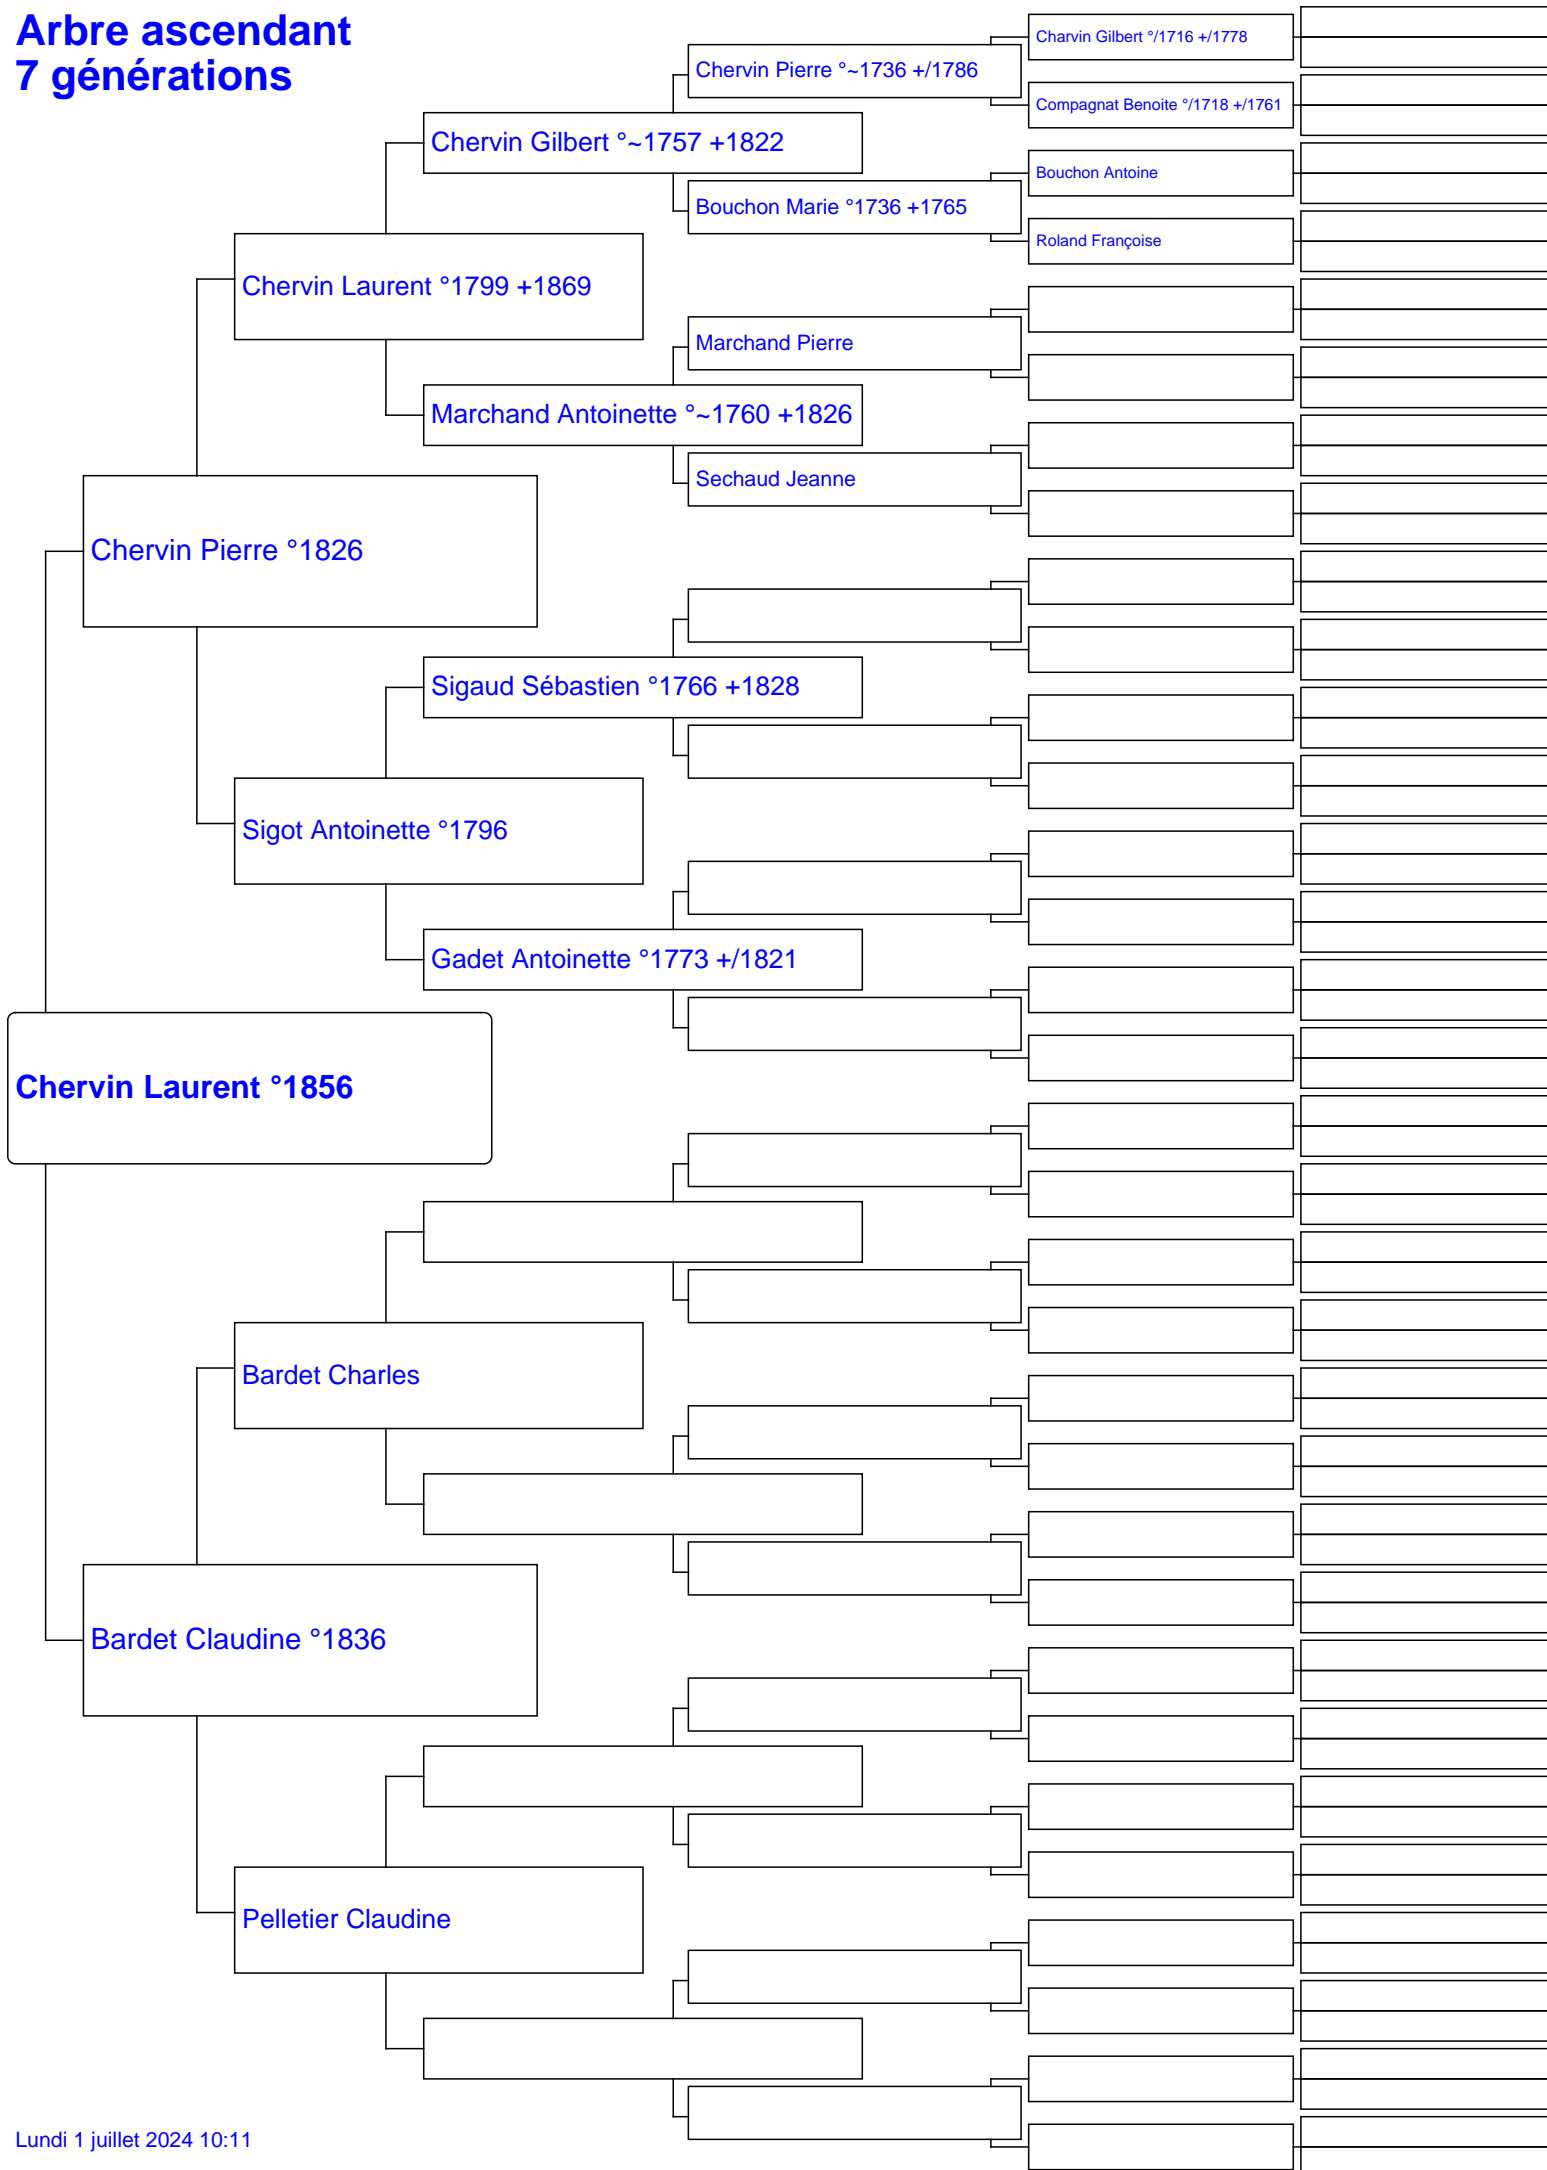 Arbre ascendant
7 générations
Charvin Gilbert °/1716 +/1778
Chervin Pierre °~1736 +/1786
Compagnat Benoite °/1718 +/1761
Chervin Gilbert °~1757 +1822
Bouchon Antoine
Bouchon Marie °1736 +1765
Roland Françoise
Chervin Laurent °1799 +1869
Marchand Pierre
Marchand Antoinette °~1760 +1826
Sechaud Jeanne
Chervin Pierre °1826
Sigaud Sébastien °1766 +1828
Sigot Antoinette °1796
Gadet Antoinette °1773 +/1821
Chervin Laurent °1856
Bardet Charles
Bardet Claudine °1836
Pelletier Claudine
Lundi 1 juillet 2024 10:11